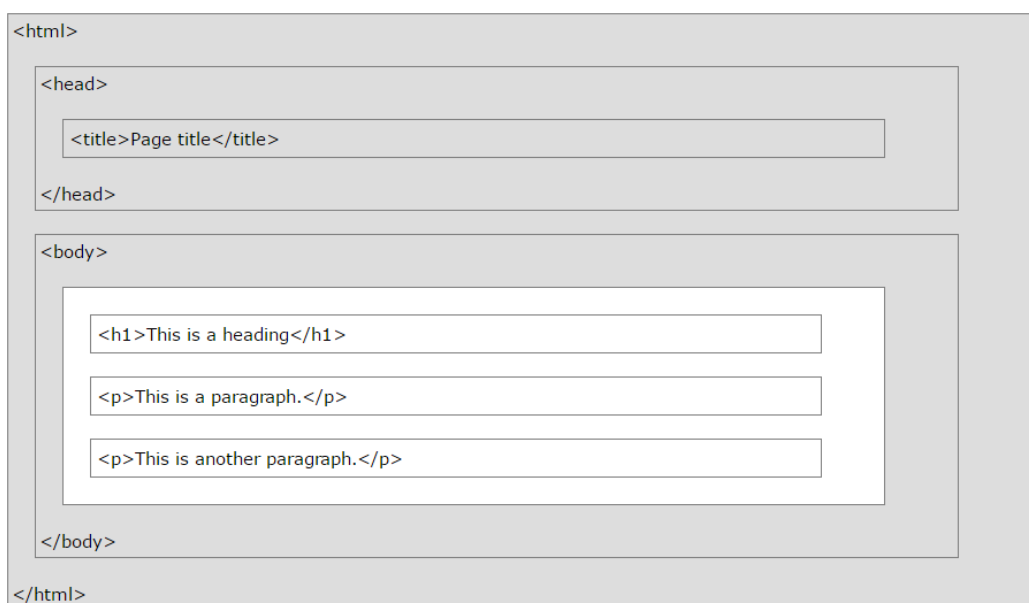 <html>
<head>
<title>Page title</title>
</head>
<body>
<h1>This is a heading</h1>
<p>This is a paragraph.</p>
<p>This is another paragraph.</p>
</body>
</html>